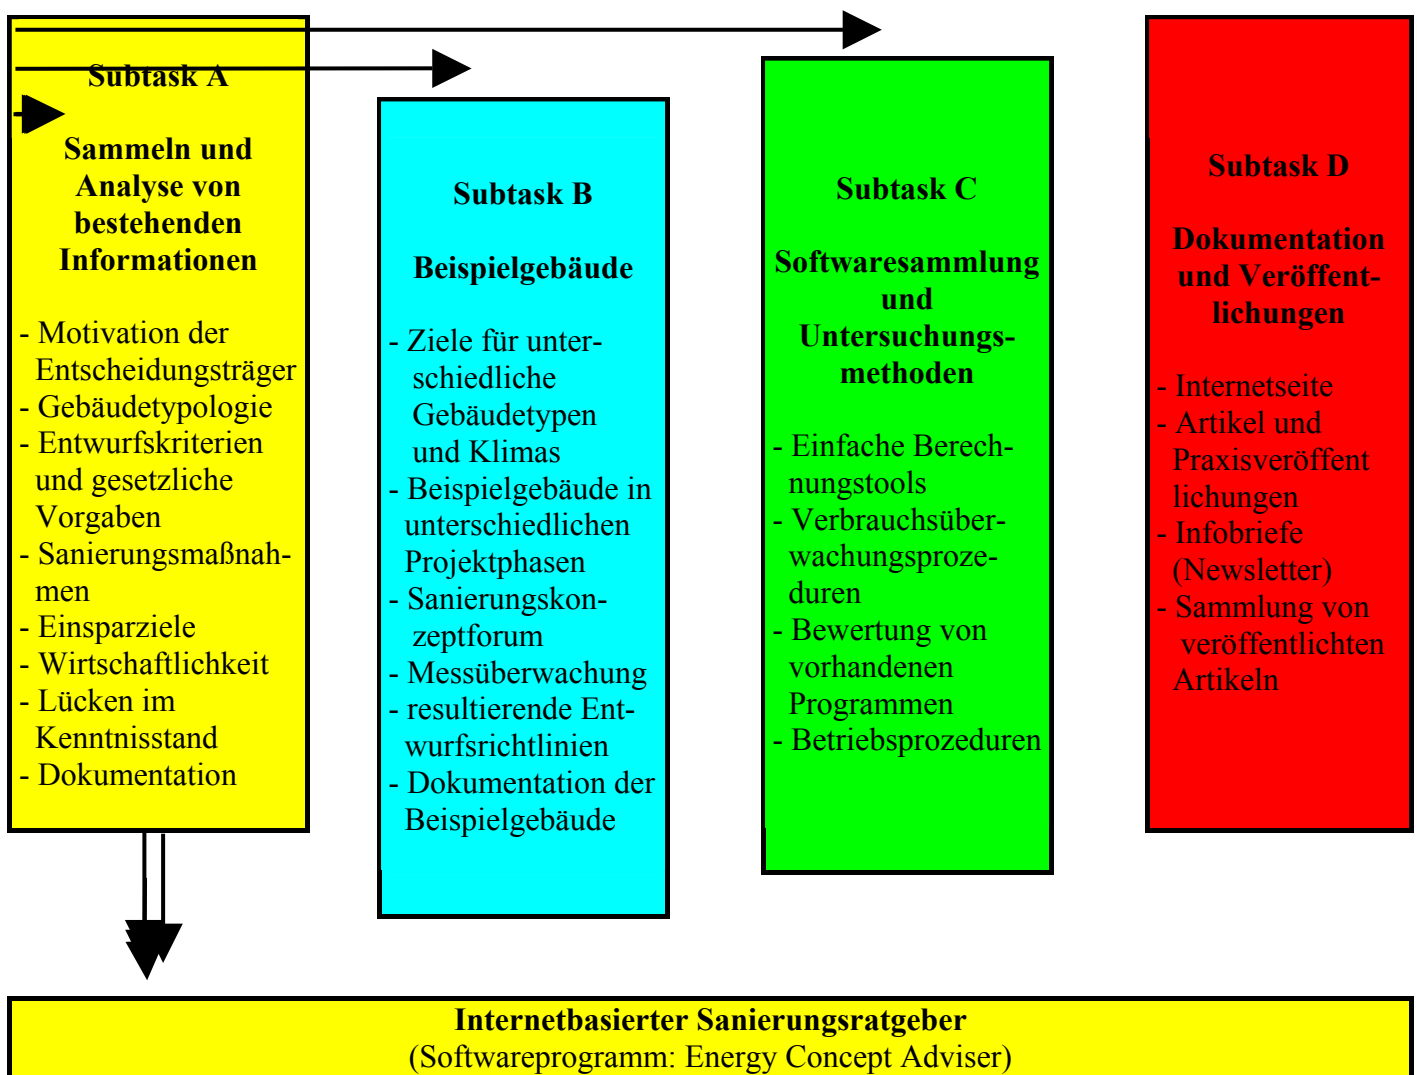 Subtask A
Sammeln und
Analyse von
bestehenden
Informationen
- Motivation der
Entscheidungsträger
- Gebäudetypologie
- Entwurfskriterien
und gesetzliche
Vorgaben
- Sanierungsmaßnah-
men
- Einsparziele
- Wirtschaftlichkeit
- Lücken im
Kenntnisstand
- Dokumentation
Subtask B
Beispielgebäude
- Ziele für unter-
schiedliche
Gebäudetypen
und Klimas
- Beispielgebäude in
unterschiedlichen
Projektphasen
- Sanierungskon-
zeptforum
- Messüberwachung
- resultierende Ent-
wurfsrichtlinien
- Dokumentation der
Beispielgebäude
Subtask C
Softwaresammlung
und
Untersuchungs-
methoden
- Einfache Berech-
nungstools
- Verbrauchsüber-
wachungsproze-
duren
- Bewertung von
vorhandenen
Programmen
- Betriebsprozeduren
Subtask D
Dokumentation
und Veröffent-
lichungen
- Internetseite
- Artikel und
Praxisveröffent
lichungen
- Infobriefe
(Newsletter)
- Sammlung von
veröffentlichten
Artikeln
Internetbasierter Sanierungsratgeber
(Softwareprogramm: Energy Concept Adviser)